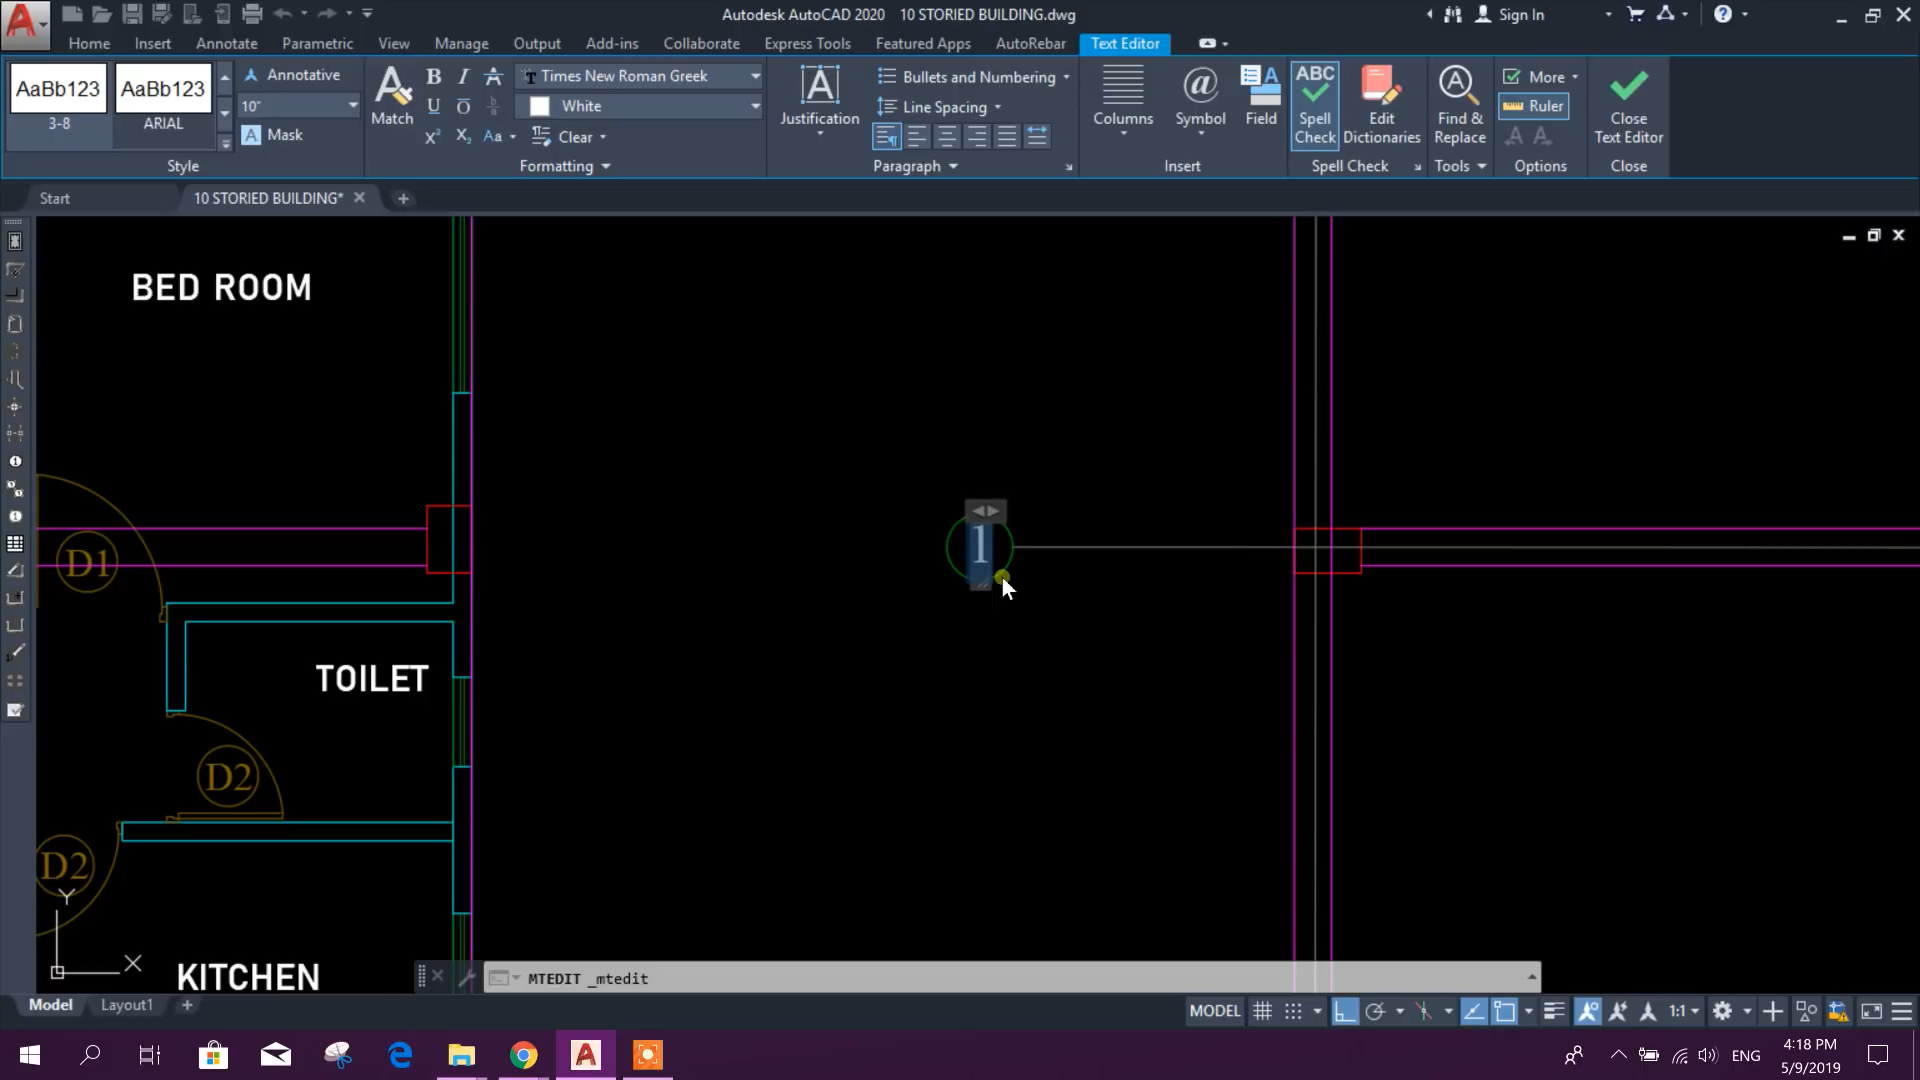 Autodesk AutoCAD 2020 10 STORIED BUILDING.dwg
Sign In
Home Insert Annotate Parametric View Manage Output Add-ins Collaborate Express Tools Featured Apps AutoRebar Text Editor
AaBb123 AaBb123
3-8 ARIAL
Annotative
10"
Mask
Style
Match
Times New Roman Greek
White
Clear
Formatting
Justification
Bullets and Numbering
Line Spacing
Paragraph
Columns
Symbol
Field
Insert
ABC
Spell
Check
Edit
Dictionaries
Spell Check
Find &
Replace
Tools
More
Ruler
Options
Close
Text Editor
Close
Start
10 STORIED BUILDING*
BED ROOM
1
D1
TOILET
D2
D2
Y
X
KITCHEN
MTEDIT _mtedit
Model
Layout1
MODEL
1:1
ENG
4:18 PM
5/9/2019